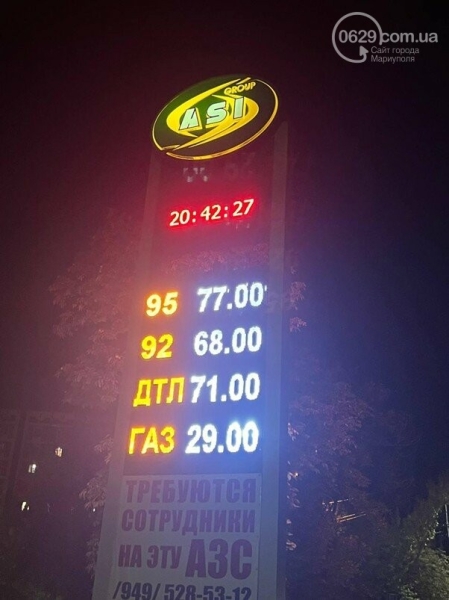 0629.com.ua
Сайт города
Мариуполя
GROUP
ASI
20:42:27
95 77.00
92 68.00
ДТЛ 71.00
ГАЗ 29.00
ТРЕБУЮТСЯ
СОТРУДНИКИ
НА ЭТУ АЗС
/949/ 528-53-12